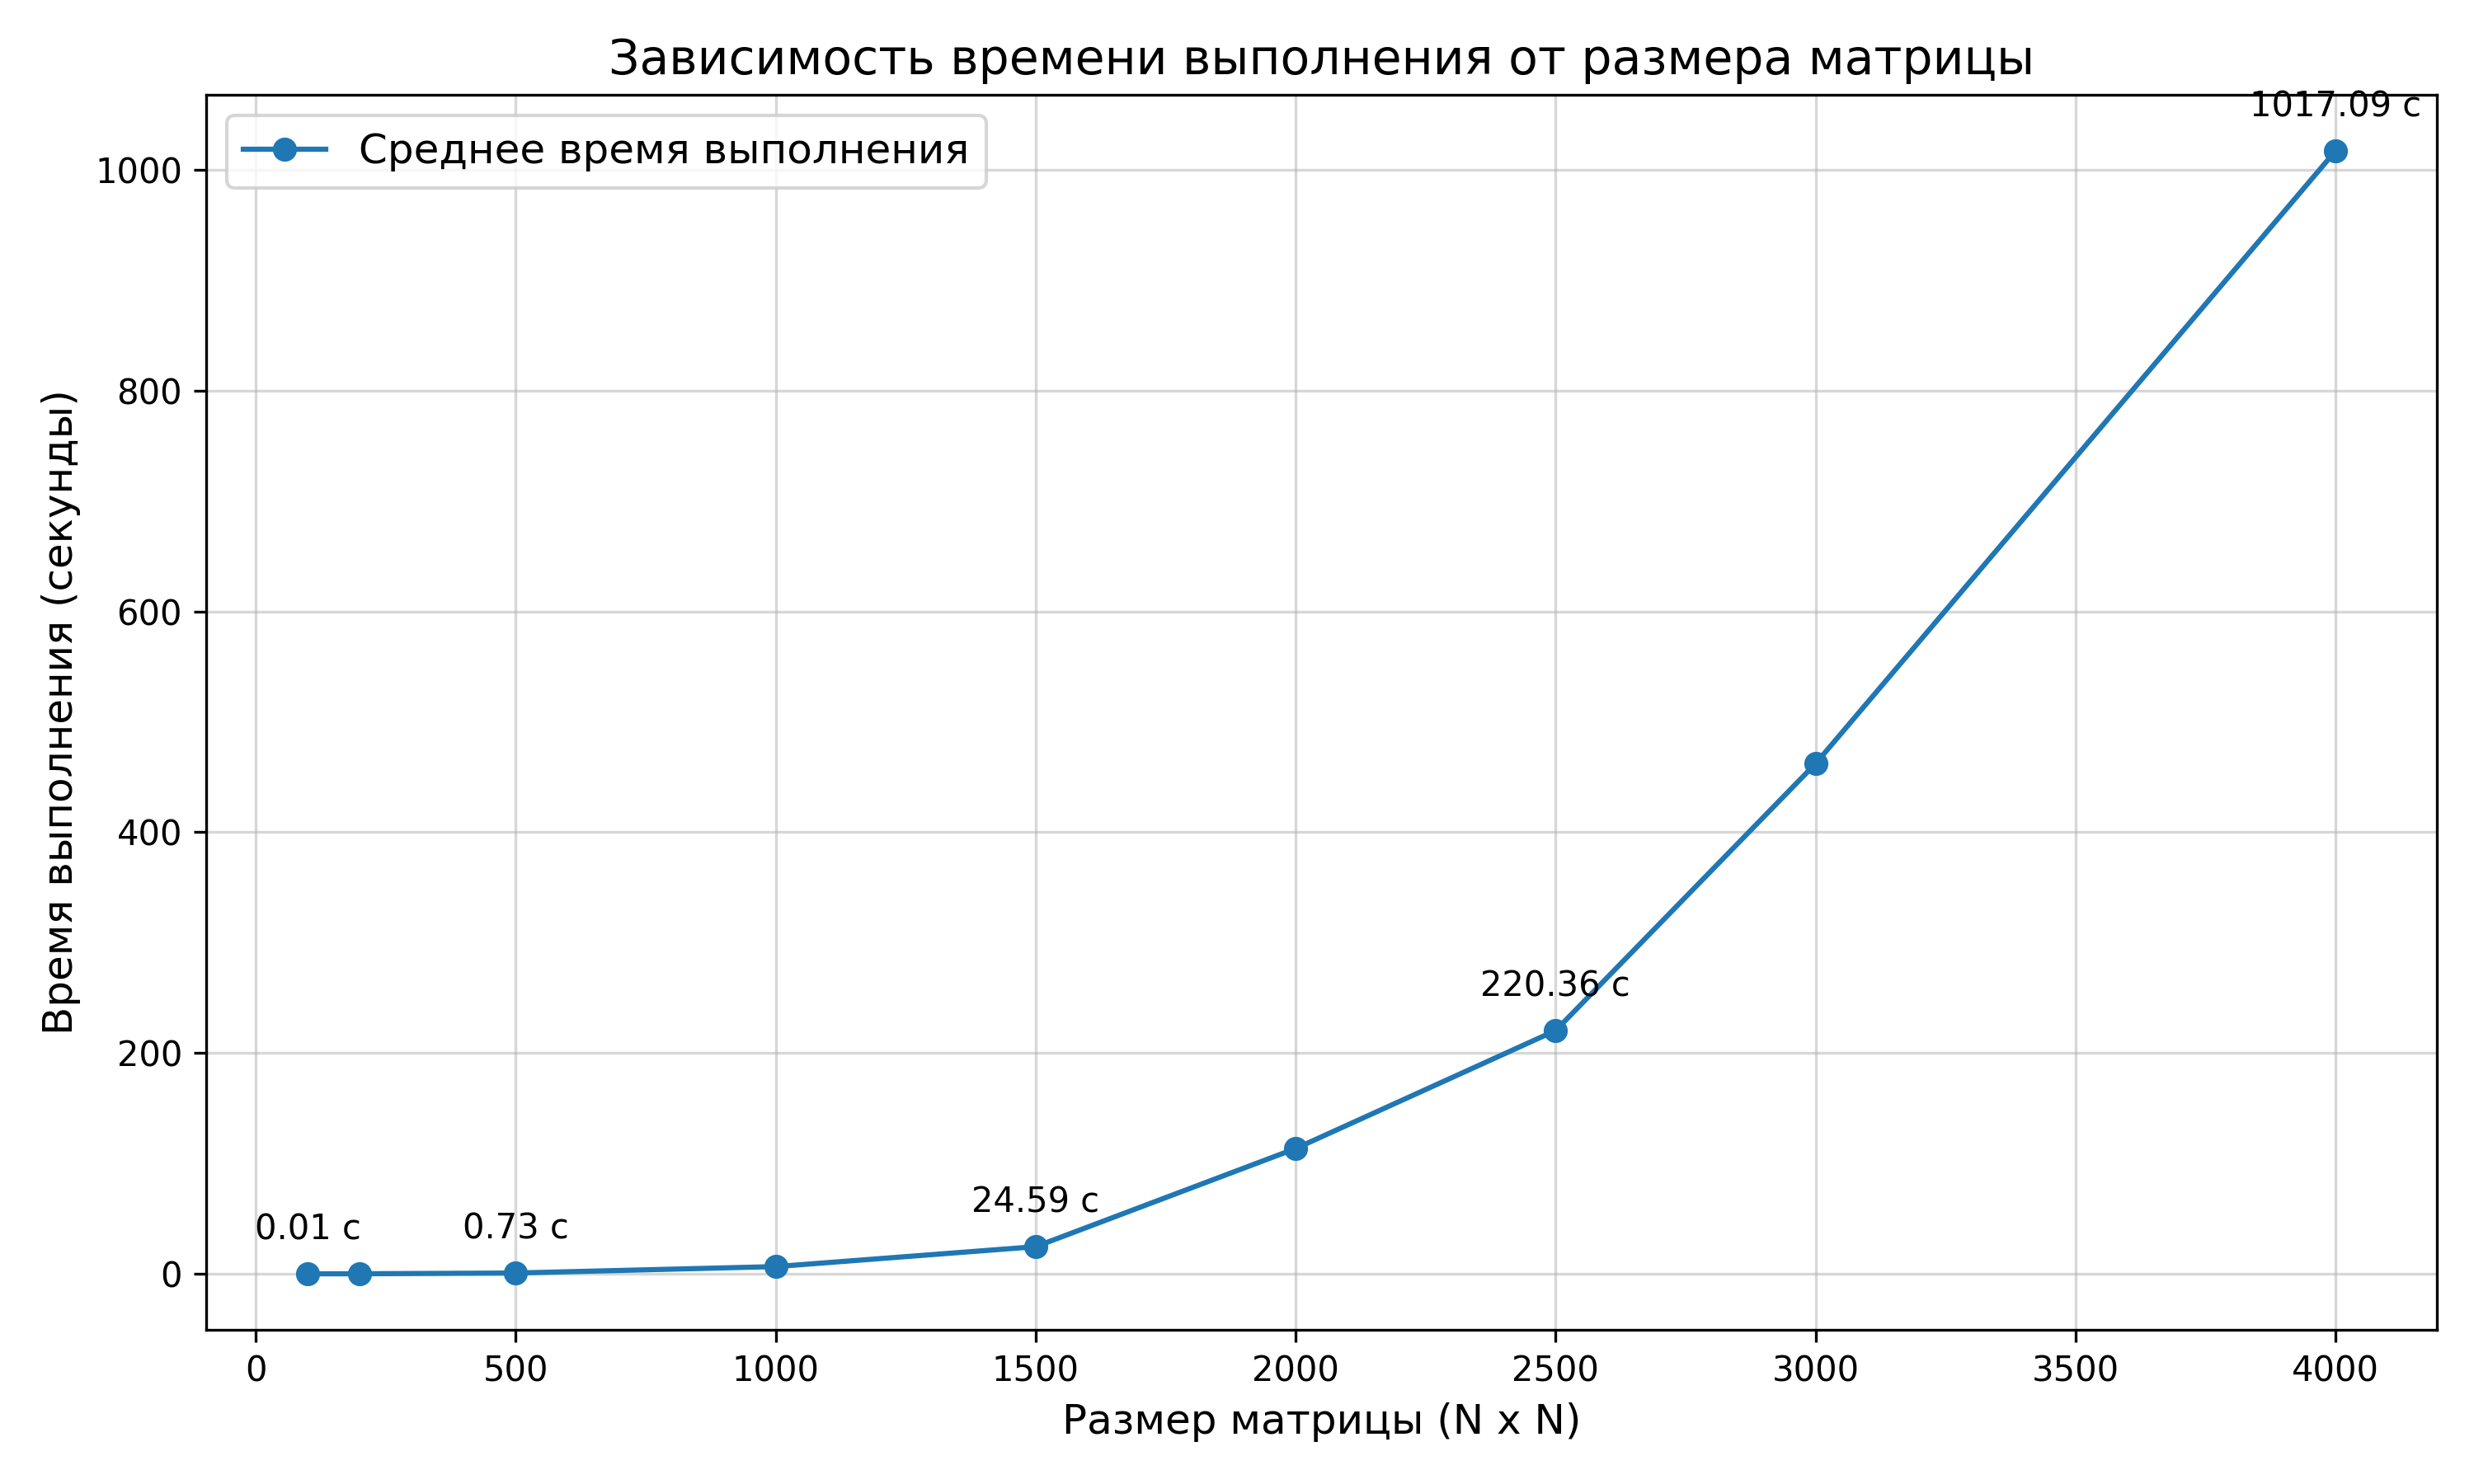 Зависимость времени выполнения от размера матрицы
1017.09 с
Среднее время выполнения
1000
800
600
400
200
0
Время выполнения (секунды)
220.36 с
24.59 с
0.01 с
0.73 с
0
500
1000
1500
2000
2500
3000
3500
4000
Размер матрицы (N x N)